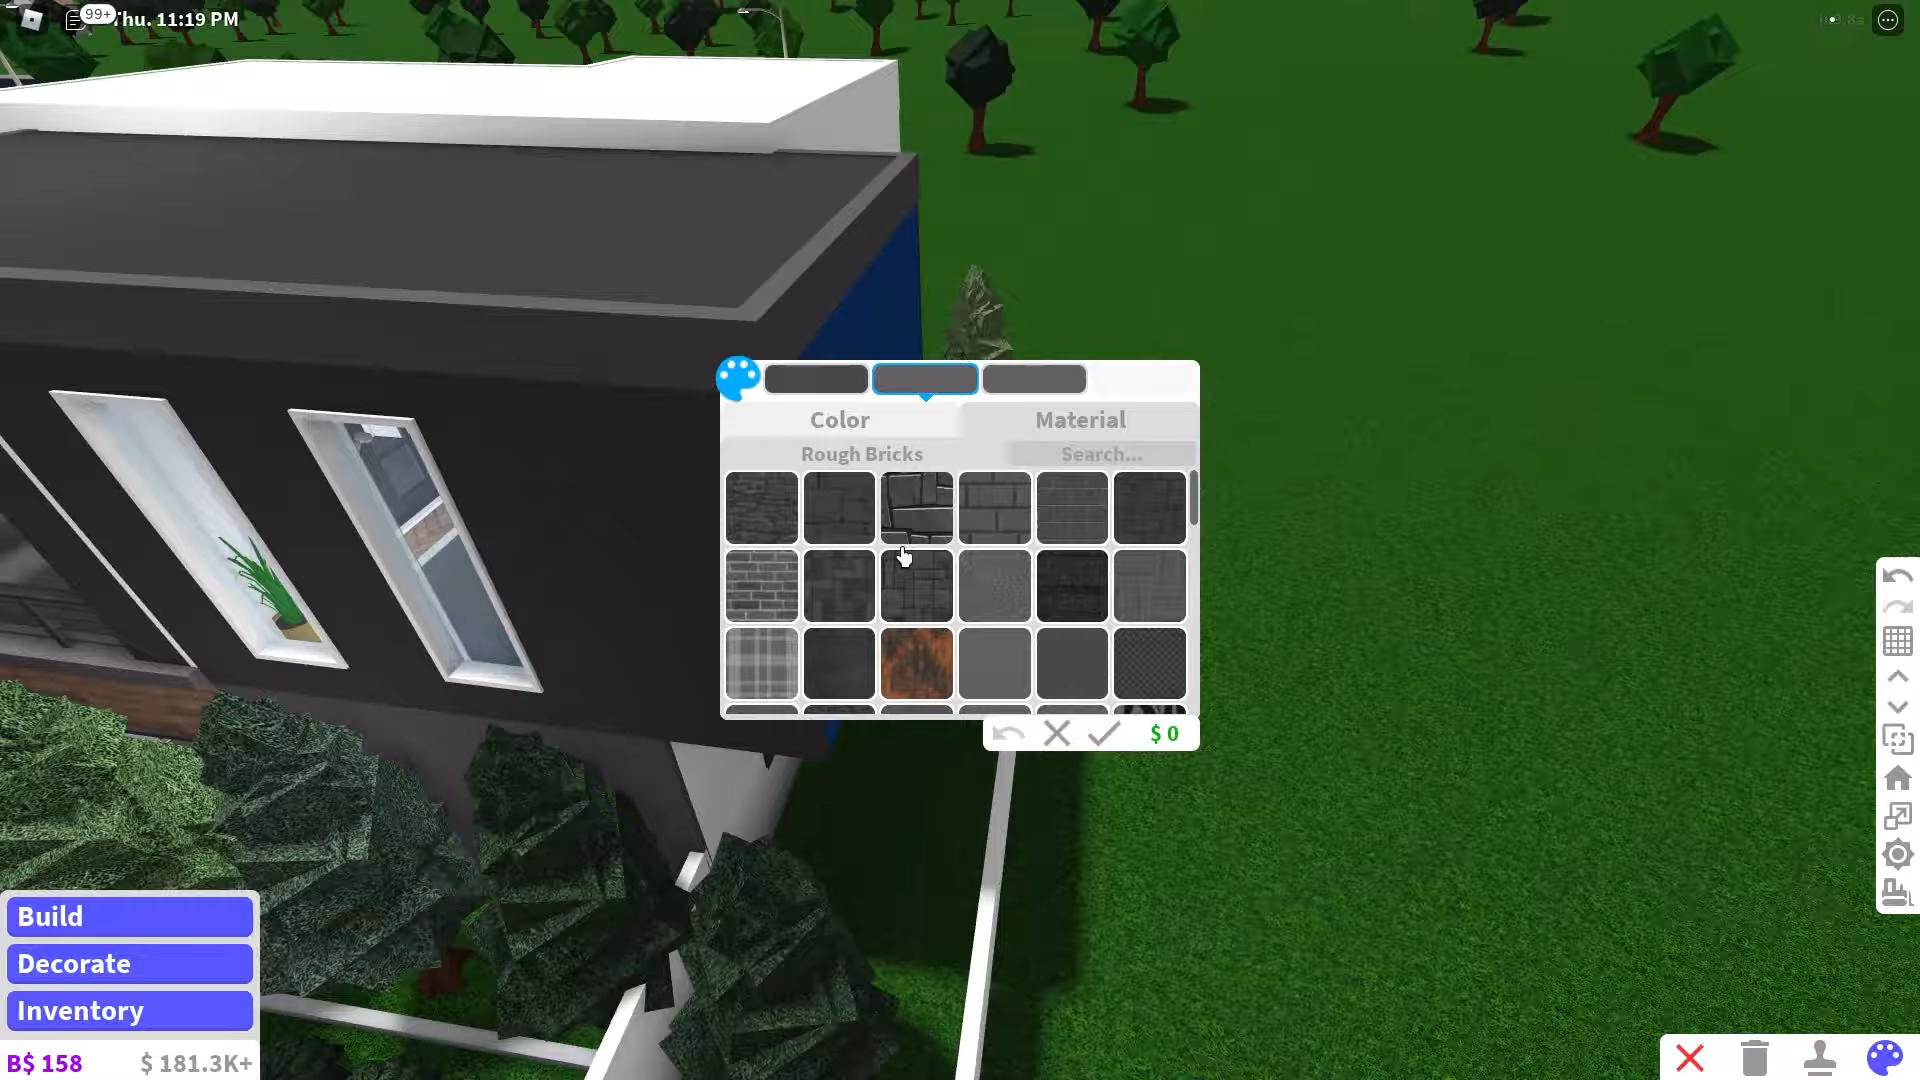 99+
Thu. 11:19 PM
Color
Material
Rough Bricks
Search...
$ 0
Build
Decorate
Inventory
B$ 158
$ 181.3K+